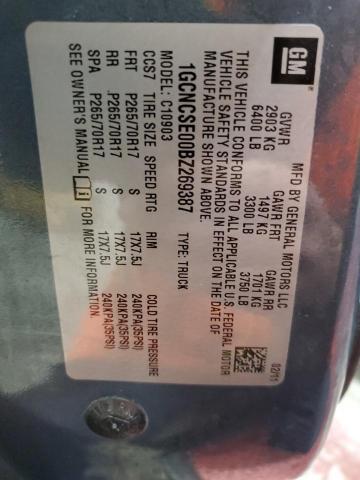 GM
MFD BY GENERAL MOTORS LLC
GVWR GAWR FRT GAWR RR
2903 KG 1497 KG 1701 KG
6400 LB 3300 LB 3750 LB
THIS VEHICLE CONFORMS TO ALL APPLICABLE U.S. FEDERAL MOTOR
VEHICLE SAFETY STANDARDS IN EFFECT ON THE DATE OF
MANUFACTURE SHOWN ABOVE.
1GCNCSE00BZ289387 TYPE: TRUCK
MODEL: C10903
CCS7 TIRE SIZE SPEED RTG RIM COLD TIRE PRESSURE
FRT P265/70R17 S 17X7.5J 240KPA(35PSI)
RR P265/70R17 S 17X7.5J 240KPA(35PSI)
SPA P265/70R17 S 17X7.5J 240KPA(35PSI)
SEE OWNER'S MANUAL FOR MORE INFORMATION
02/11